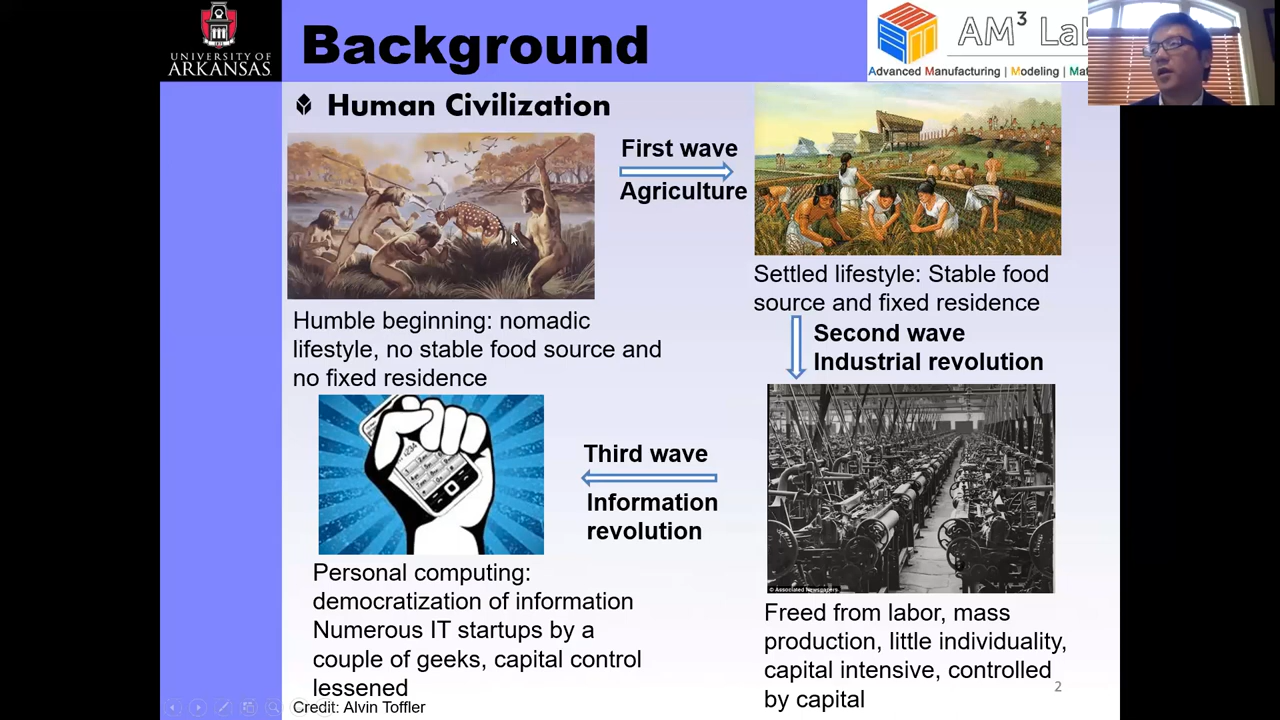 UNIVERSITY OF
ARKANSAS
Background
AM³ Lab
Advanced Manufacturing | Modeling | Mat
Human Civilization
First wave
Agriculture
Humble beginning: nomadic
lifestyle, no stable food source and
no fixed residence
Settled lifestyle: Stable food
source and fixed residence
Second wave
Industrial revolution
Third wave
Information
revolution
© Associated Newspapers
Personal computing:
democratization of information
Numerous IT startups by a
couple of geeks, capital control
lessened
Freed from labor, mass
production, little individuality,
capital intensive, controlled
by capital
2
Credit: Alvin Toffler